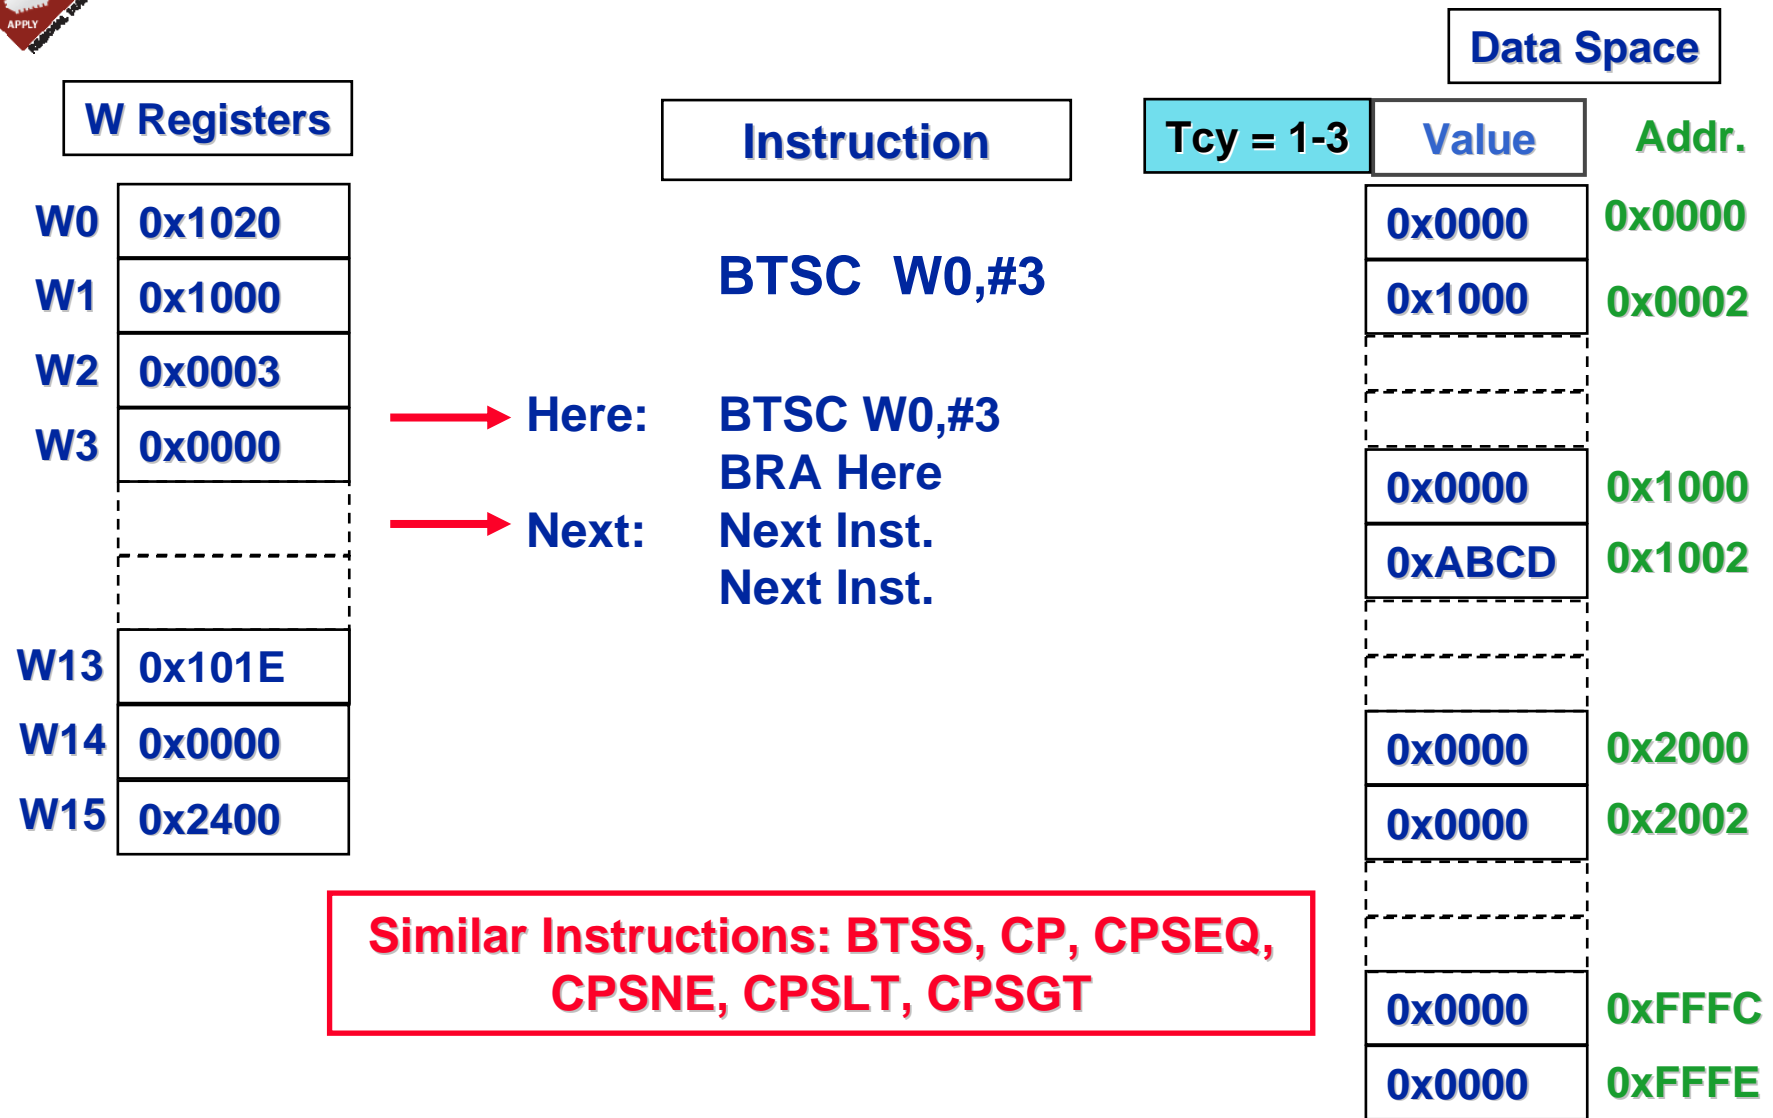 APPLY
Data Space
W Registers
Instruction
Tcy = 1-3
Value
Addr.
W0 0x1020
W1 0x1000
W2 0x0003
W3 0x0000
W13 0x101E
W14 0x0000
W15 0x2400
BTSC W0,#3
Here: BTSC W0,#3
BRA Here
Next: Next Inst.
Next Inst.
0x0000 0x0000
0x1000 0x0002
0x0000 0x1000
0xABCD 0x1002
0x0000 0x2000
0x0000 0x2002
0x0000 0xFFFC
0x0000 0xFFFE
Similar Instructions: BTSS, CP, CPSEQ,
CPSNE, CPSLT, CPSGT